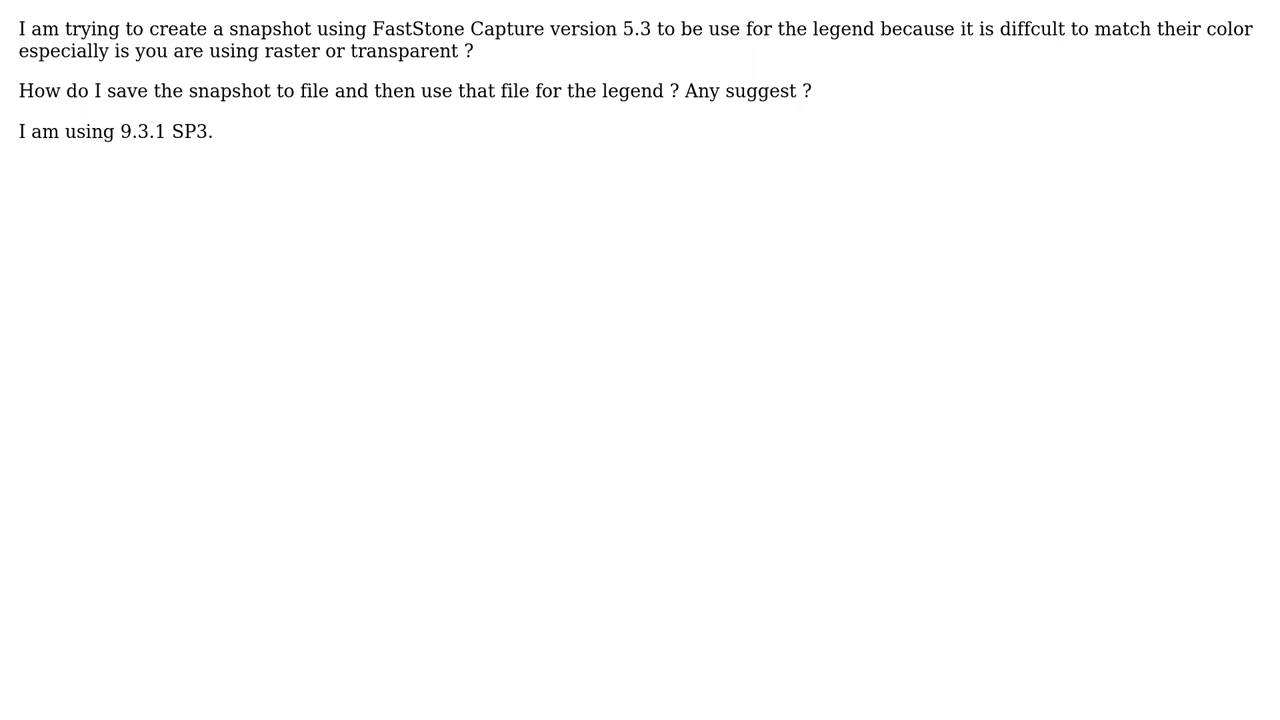 I am trying to create a snapshot using FastStone Capture version 5.3 to be use for the legend because it is diffcult to match their color
especially is you are using raster or transparent ?
How do I save the snapshot to file and then use that file for the legend ? Any suggest ?
I am using 9.3.1 SP3.